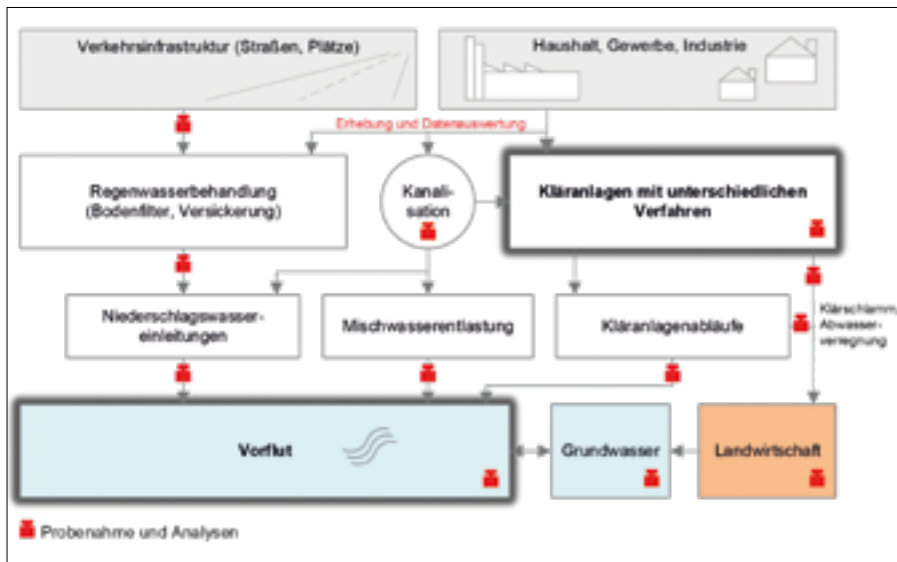 Verkehrsinfrastruktur (Straßen, Plätze)
Haushalt, Gewerbe, Industrie
Erhebung und Datenauswertung
Regenwasserbehandlung
(Bodenfilter, Versickerung)
Kanali-
sation
Kläranlagen mit unterschiedlichen
Verfahren
Niederschlagswasser-
einleitungen
Mischwasserentlastung
Kläranlagenabläufe
Klärschlamm,
Abwasser-
verregnung
Vorflut
Grundwasser
Landwirtschaft
Probenahme und Analysen